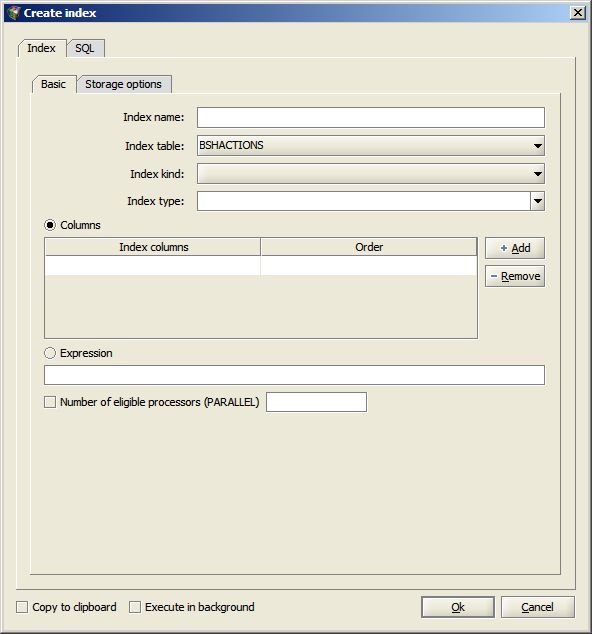 Create index
Index SQL
Basic Storage options
Index name:
Index table: BSHACTIONS
Index kind:
Index type:
Columns
Index columns Order
+ Add
- Remove
Expression
Number of eligible processors (PARALLEL)
Copy to clipboard Execute in background Ok Cancel